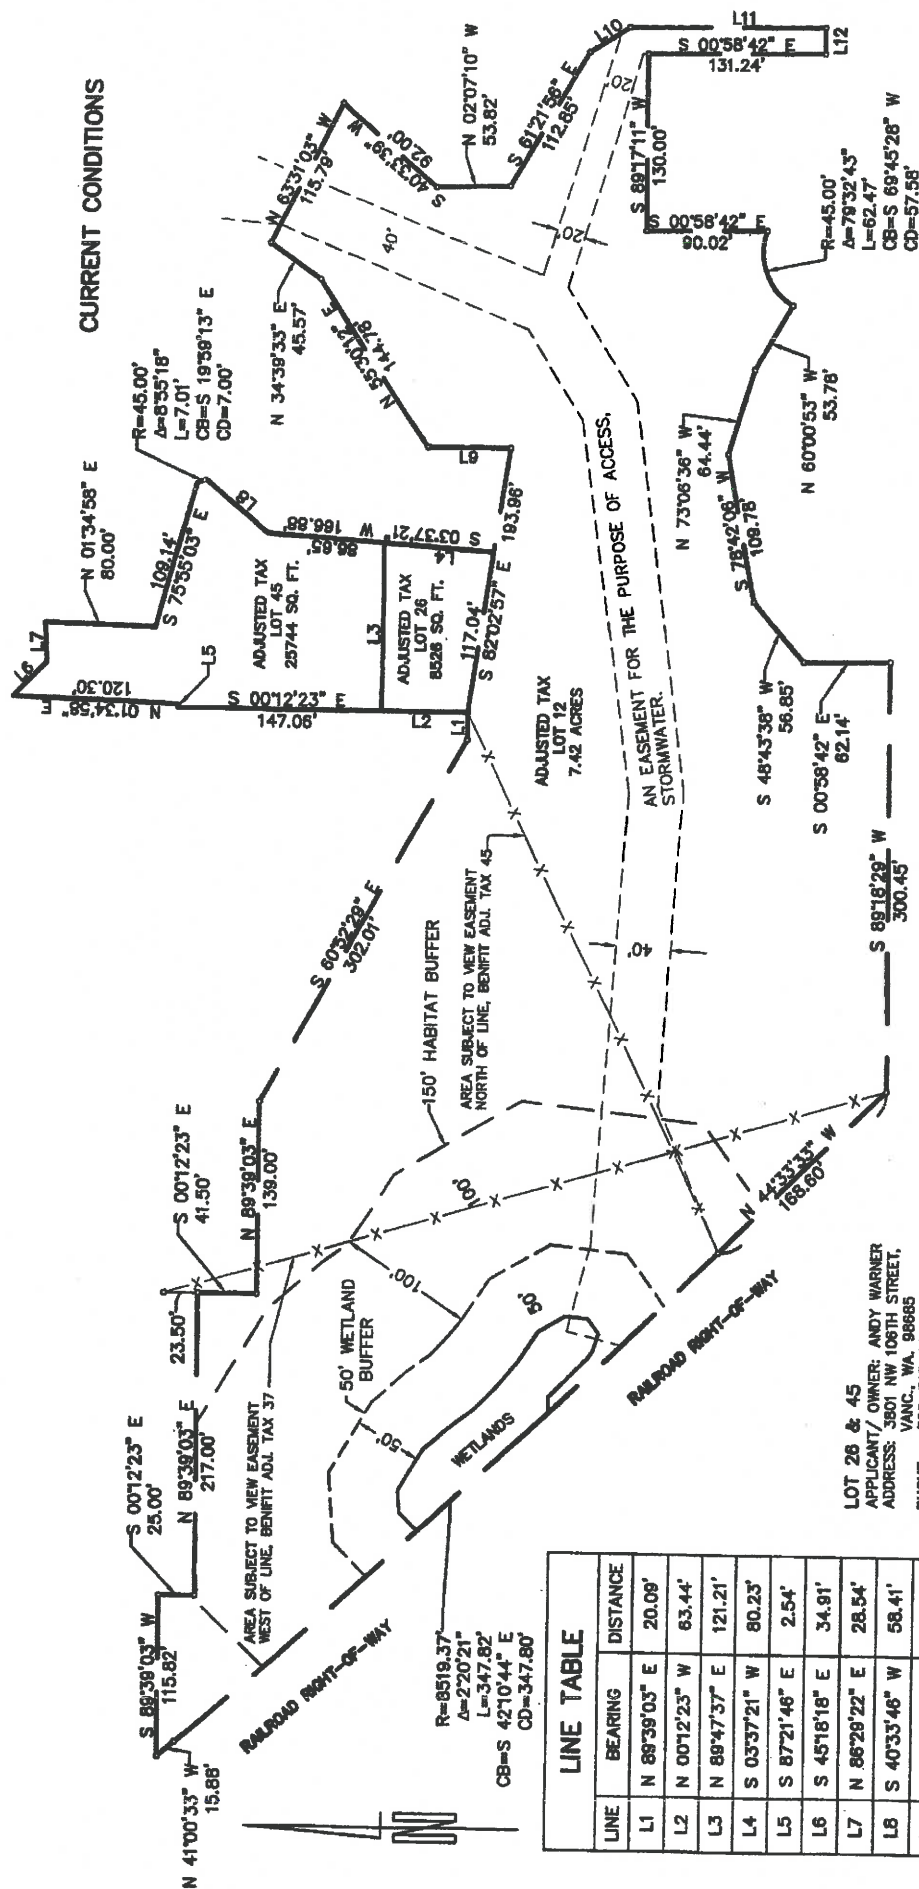 CURRENT CONDITIONS
N 41°00'33" W
15.88'
S 89°39'03" W
115.82'
S 00°12'23" E
25.00'
N 89°39'03" E
217.00'
23.50'
S 00°12'23" E
41.50'
N 89°39'03" E
139.00'
S 60°52'29" E
302.01'
L1
L2
L3
L4
L5
L6
L7
L8
147.06'
S 00°12'23" E
N 01°34'58" E
120.30'
N 01°34'58" E
80.00'
S 75°55'03" E
109.14'
R=45.00'
Δ=8°55'18"
L=7.01'
CB=S 19°59'13" E
CD=7.00'
ADJUSTED TAX
LOT 45
25744 SQ. FT.
ADJUSTED TAX
LOT 26
8526 SQ. FT.
86.65'
166.88'
S 03°37'21" W
117.04'
S 82°02'57" E
193.96'
L9
N 55°30'12" E
144.78'
N 34°39'33" E
45.57'
N 63°31'03" W
115.79'
S 40°33'39" W
92.00'
N 02°07'10" W
53.82'
S 61°21'56" E
112.85'
L10
L11
L12
S 00°58'42" E
131.24'
S 89°17'11" W
130.00'
S 00°58'42" E
90.02'
R=45.00'
Δ=79°32'43"
L=62.47'
CB=S 69°45'28" W
CD=57.58'
N 60°00'53" W
53.78'
N 73°06'36" W
64.44'
S 78°42'06" W
109.78'
S 48°43'38" W
56.85'
S 00°58'42" E
62.14'
S 89°18'29" W
300.45'
N 44°33'33" W
168.60'
40'
20'
20'
ADJUSTED TAX
LOT 12
7.42 ACRES
AN EASEMENT FOR THE PURPOSE OF ACCESS,
STORMWATER.
40'
AREA SUBJECT TO VIEW EASEMENT
NORTH OF LINE, BENIFIT ADJ. TAX 45
150' HABITAT BUFFER
100'
50' WETLAND
BUFFER
50'
WETLANDS
AREA SUBJECT TO VIEW EASEMENT
WEST OF LINE, BENIFIT ADJ. TAX 37
RAILROAD RIGHT-OF-WAY
RAILROAD RIGHT-OF-WAY
R=8519.37'
Δ=2°20'21"
L=347.82'
CB=S 42°10'44" E
CD=347.80'
N
LINE TABLE
LINE BEARING DISTANCE
L1 N 89°39'03" E 20.09'
L2 N 00°12'23" W 63.44'
L3 N 89°47'37" E 121.21'
L4 S 03°37'21" W 80.23'
L5 S 87°21'46" E 2.54'
L6 S 45°18'18" E 34.91'
L7 N 86°29'22" E 28.54'
L8 S 40°33'46" W 58.41'
LOT 26 & 45
APPLICANT/ OWNER: ANDY WARNER
ADDRESS: 3801 NW 106TH STREET,
VANC., WA. 98685